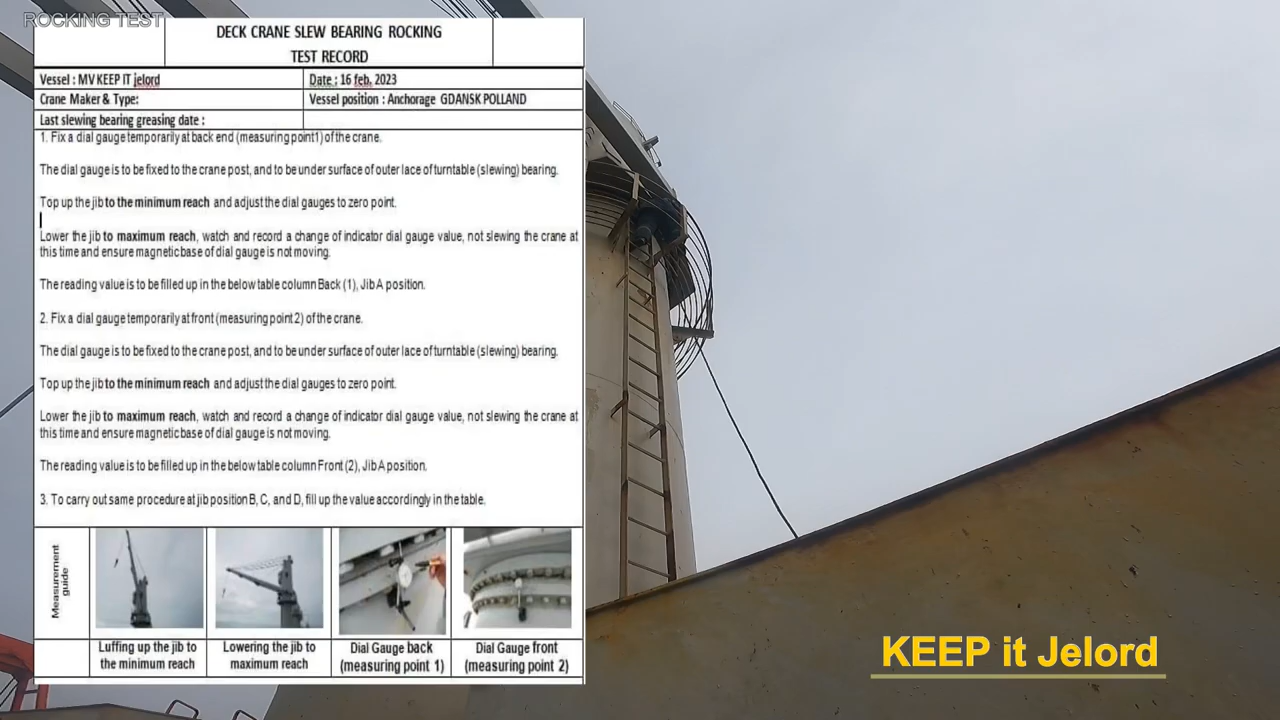 ROCKING TEST
DECK CRANE SLEW BEARING ROCKING
TEST RECORD
Vessel : MV KEEP IT jelord
Date : 16 feb. 2023
Crane Maker & Type:
Vessel position : Anchorage GDANSK POLLAND
Last slewing bearing greasing date :
1. Fix a dial gauge temporarily at back end (measuring point1) of the crane.
The dial gauge is to be fixed to the crane post, and to be under surface of outer lace of turntable (slewing) bearing.
Top up the jib to the minimum reach and adjust the dial gauges to zero point.
Lower the jib to maximum reach, watch and record a change of indicator dial gauge value, not slewing the crane at
this time and ensure magnetic base of dial gauge is not moving.
The reading value is to be filled up in the below table column Back (1), Jib A position.
2. Fix a dial gauge temporarily at front (measuring point 2) of the crane.
The dial gauge is to be fixed to the crane post, and to be under surface of outer lace of turntable (slewing) bearing.
Top up the jib to the minimum reach and adjust the dial gauges to zero point.
Lower the jib to maximum reach, watch and record a change of indicator dial gauge value, not slewing the crane at
this time and ensure magnetic base of dial gauge is not moving.
The reading value is to be filled up in the below table column Front (2), Jib A position.
3. To carry out same procedure at jib position B, C, and D, fill up the value accordingly in the table.
Measurement
guide
Luffing up the jib to
the minimum reach
Lowering the jib to
maximum reach
Dial Gauge back
(measuring point 1)
Dial Gauge front
(measuring point 2)
KEEP it Jelord